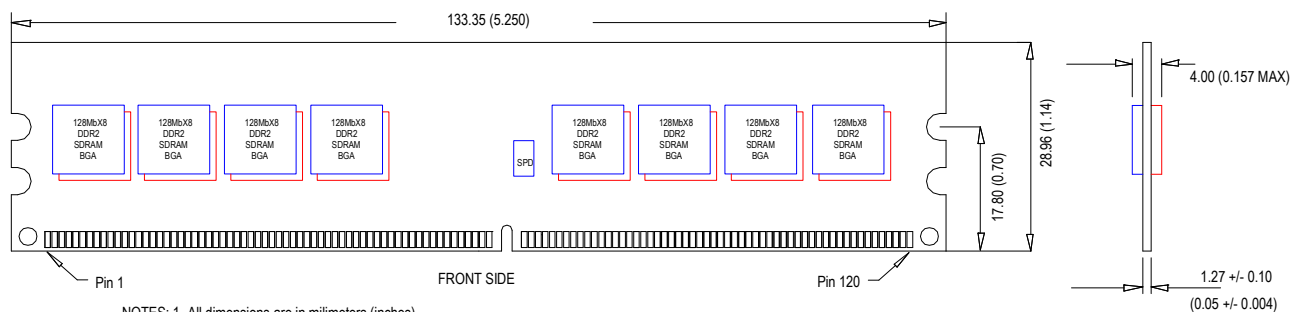 133.35 (5.250)
4.00 (0.157 MAX)
28.96 (1.14)
17.80 (0.70)
128MbX8
DDR2
SDRAM
BGA
128MbX8
DDR2
SDRAM
BGA
128MbX8
DDR2
SDRAM
BGA
128MbX8
DDR2
SDRAM
BGA
SPD
128MbX8
DDR2
SDRAM
BGA
128MbX8
DDR2
SDRAM
BGA
128MbX8
DDR2
SDRAM
BGA
128MbX8
DDR2
SDRAM
BGA
Pin 1
FRONT SIDE
Pin 120
1.27 +/- 0.10
(0.05 +/- 0.004)
NOTES: 1. All dimensions are in milimeters (inches)